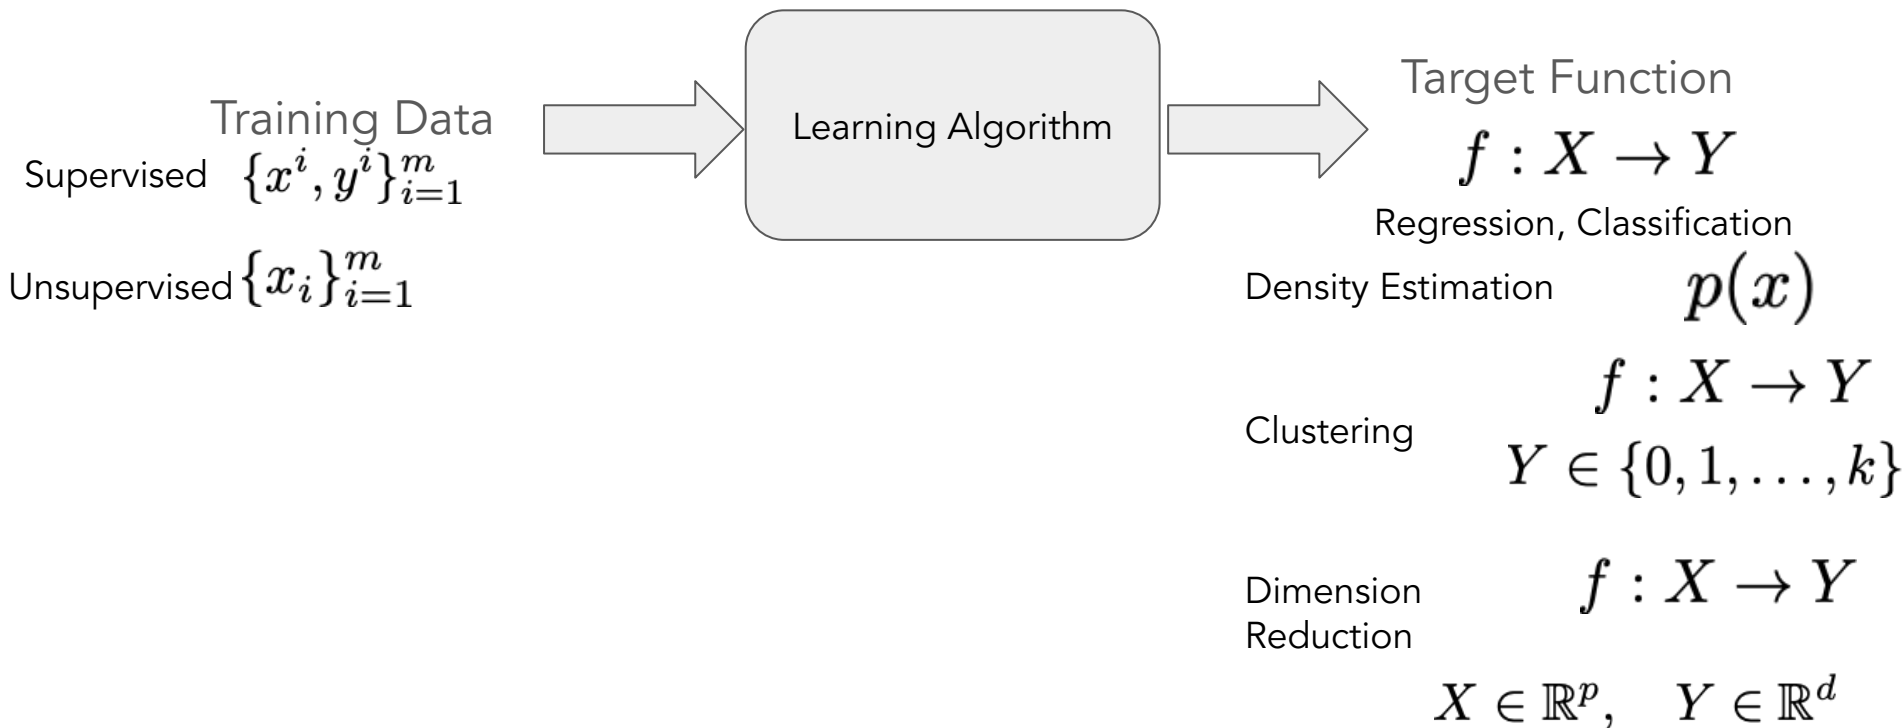 Training Data
Supervised {x^i, y^i}_{i=1}^m
Unsupervised {x_i}_{i=1}^m
Learning Algorithm
Target Function
f : X → Y
Regression, Classification
Density Estimation p(x)
f : X → Y
Clustering
Y ∈ {0, 1, . . . , k}
Dimension f : X → Y
Reduction
X ∈ ℝ^p, Y ∈ ℝ^d